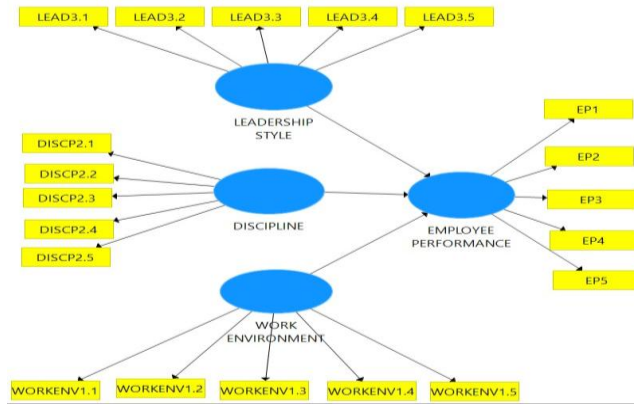 LEAD3.1
LEAD3.2
LEAD3.3
LEAD3.4
LEAD3.5
LEADERSHIP
STYLE
DISCP2.1
DISCP2.2
DISCP2.3
DISCP2.4
DISCP2.5
DISCIPLINE
EMPLOYEE
PERFORMANCE
EP1
EP2
EP3
EP4
EP5
WORK
ENVIRONMENT
WORKENV1.1
WORKENV1.2
WORKENV1.3
WORKENV1.4
WORKENV1.5